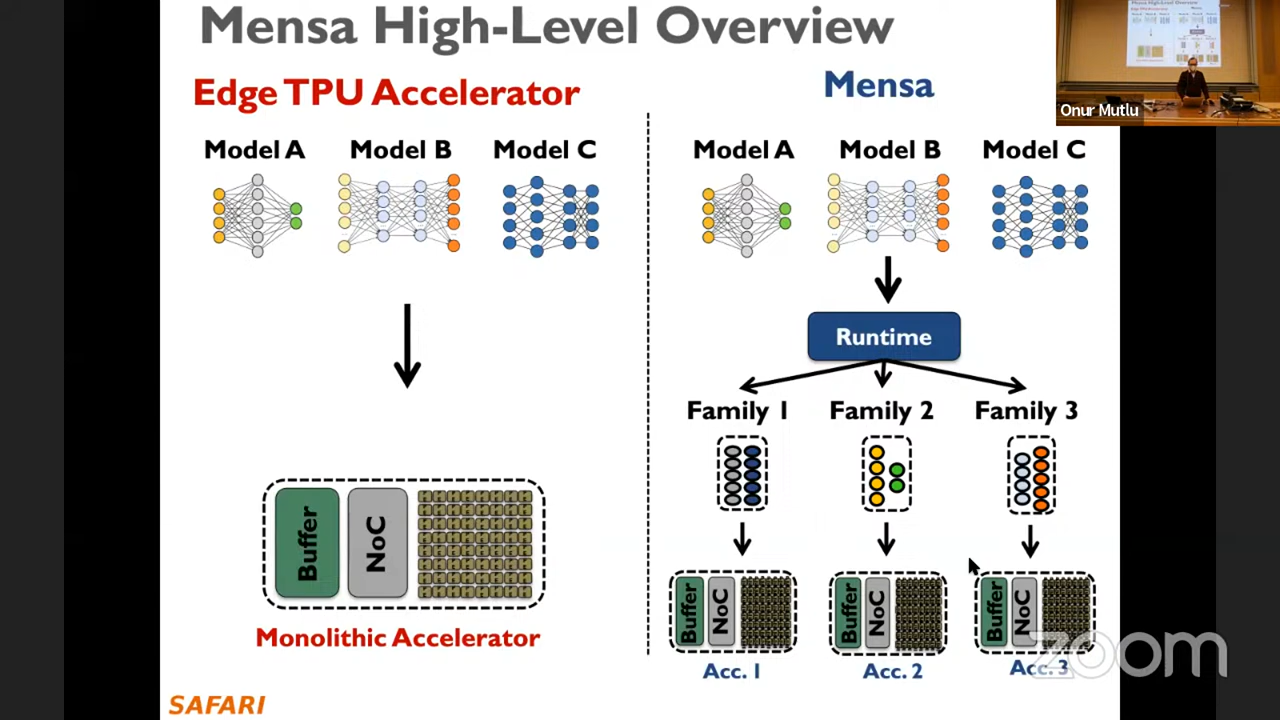 Mensa High-Level Overview
Onur Mutlu
Edge TPU Accelerator
Mensa
Model A
Model B
Model C
Model A
Model B
Model C
Runtime
Family 1
Family 2
Family 3
Buffer
NoC
Monolithic Accelerator
Buffer
NoC
Acc. 1
Buffer
NoC
Acc. 2
Buffer
NoC
Acc. 3
zoom
SAFARI